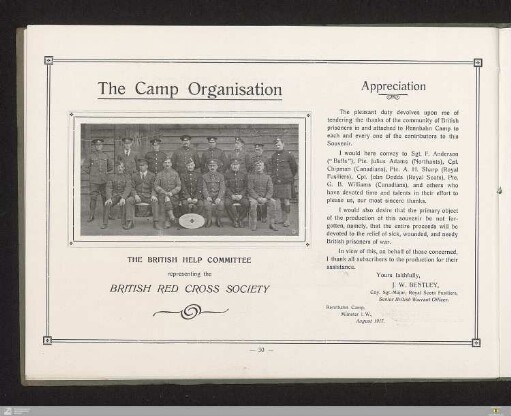 The Camp Organisation
THE BRITISH HELP COMMITTEE
representing the
BRITISH RED CROSS SOCIETY
Appreciation
The pleasant duty devolves upon me of
tendering the thanks of the community of British
prisoners in and attached to Rennbahn Camp to
each and every one of the contributors to this
Souvenir.
I would here convey to Sgt. F. Anderson
("Buffs"), Pte. Julius Adams (Northants), Cpl.
Chipman (Canadians), Pte. A. H. Sharp (Royal
Fusiliers), Cpl. John Dodds (Royal Scots), Pte.
G. B. Williams (Canadians), and others who
have devoted time and talents in their effort to
please us, our most sincere thanks.
I would also desire that the primary object
of the production of this souvenir be not for-
gotten, namely, that the entire proceeds will be
devoted to the relief of sick, wounded, and needy
British prisoners of war.
In view of this, on behalf of those concerned,
I thank all subscribers to the production for their
assistance.
Yours faithfully,
J. W. BENTLEY,
Coy. Sgt.-Major, Royal Scots Fusiliers,
Senior British Warrant Officer.
Rennbahn Camp,
Münster i. W.,
August 1917.
— 30 —